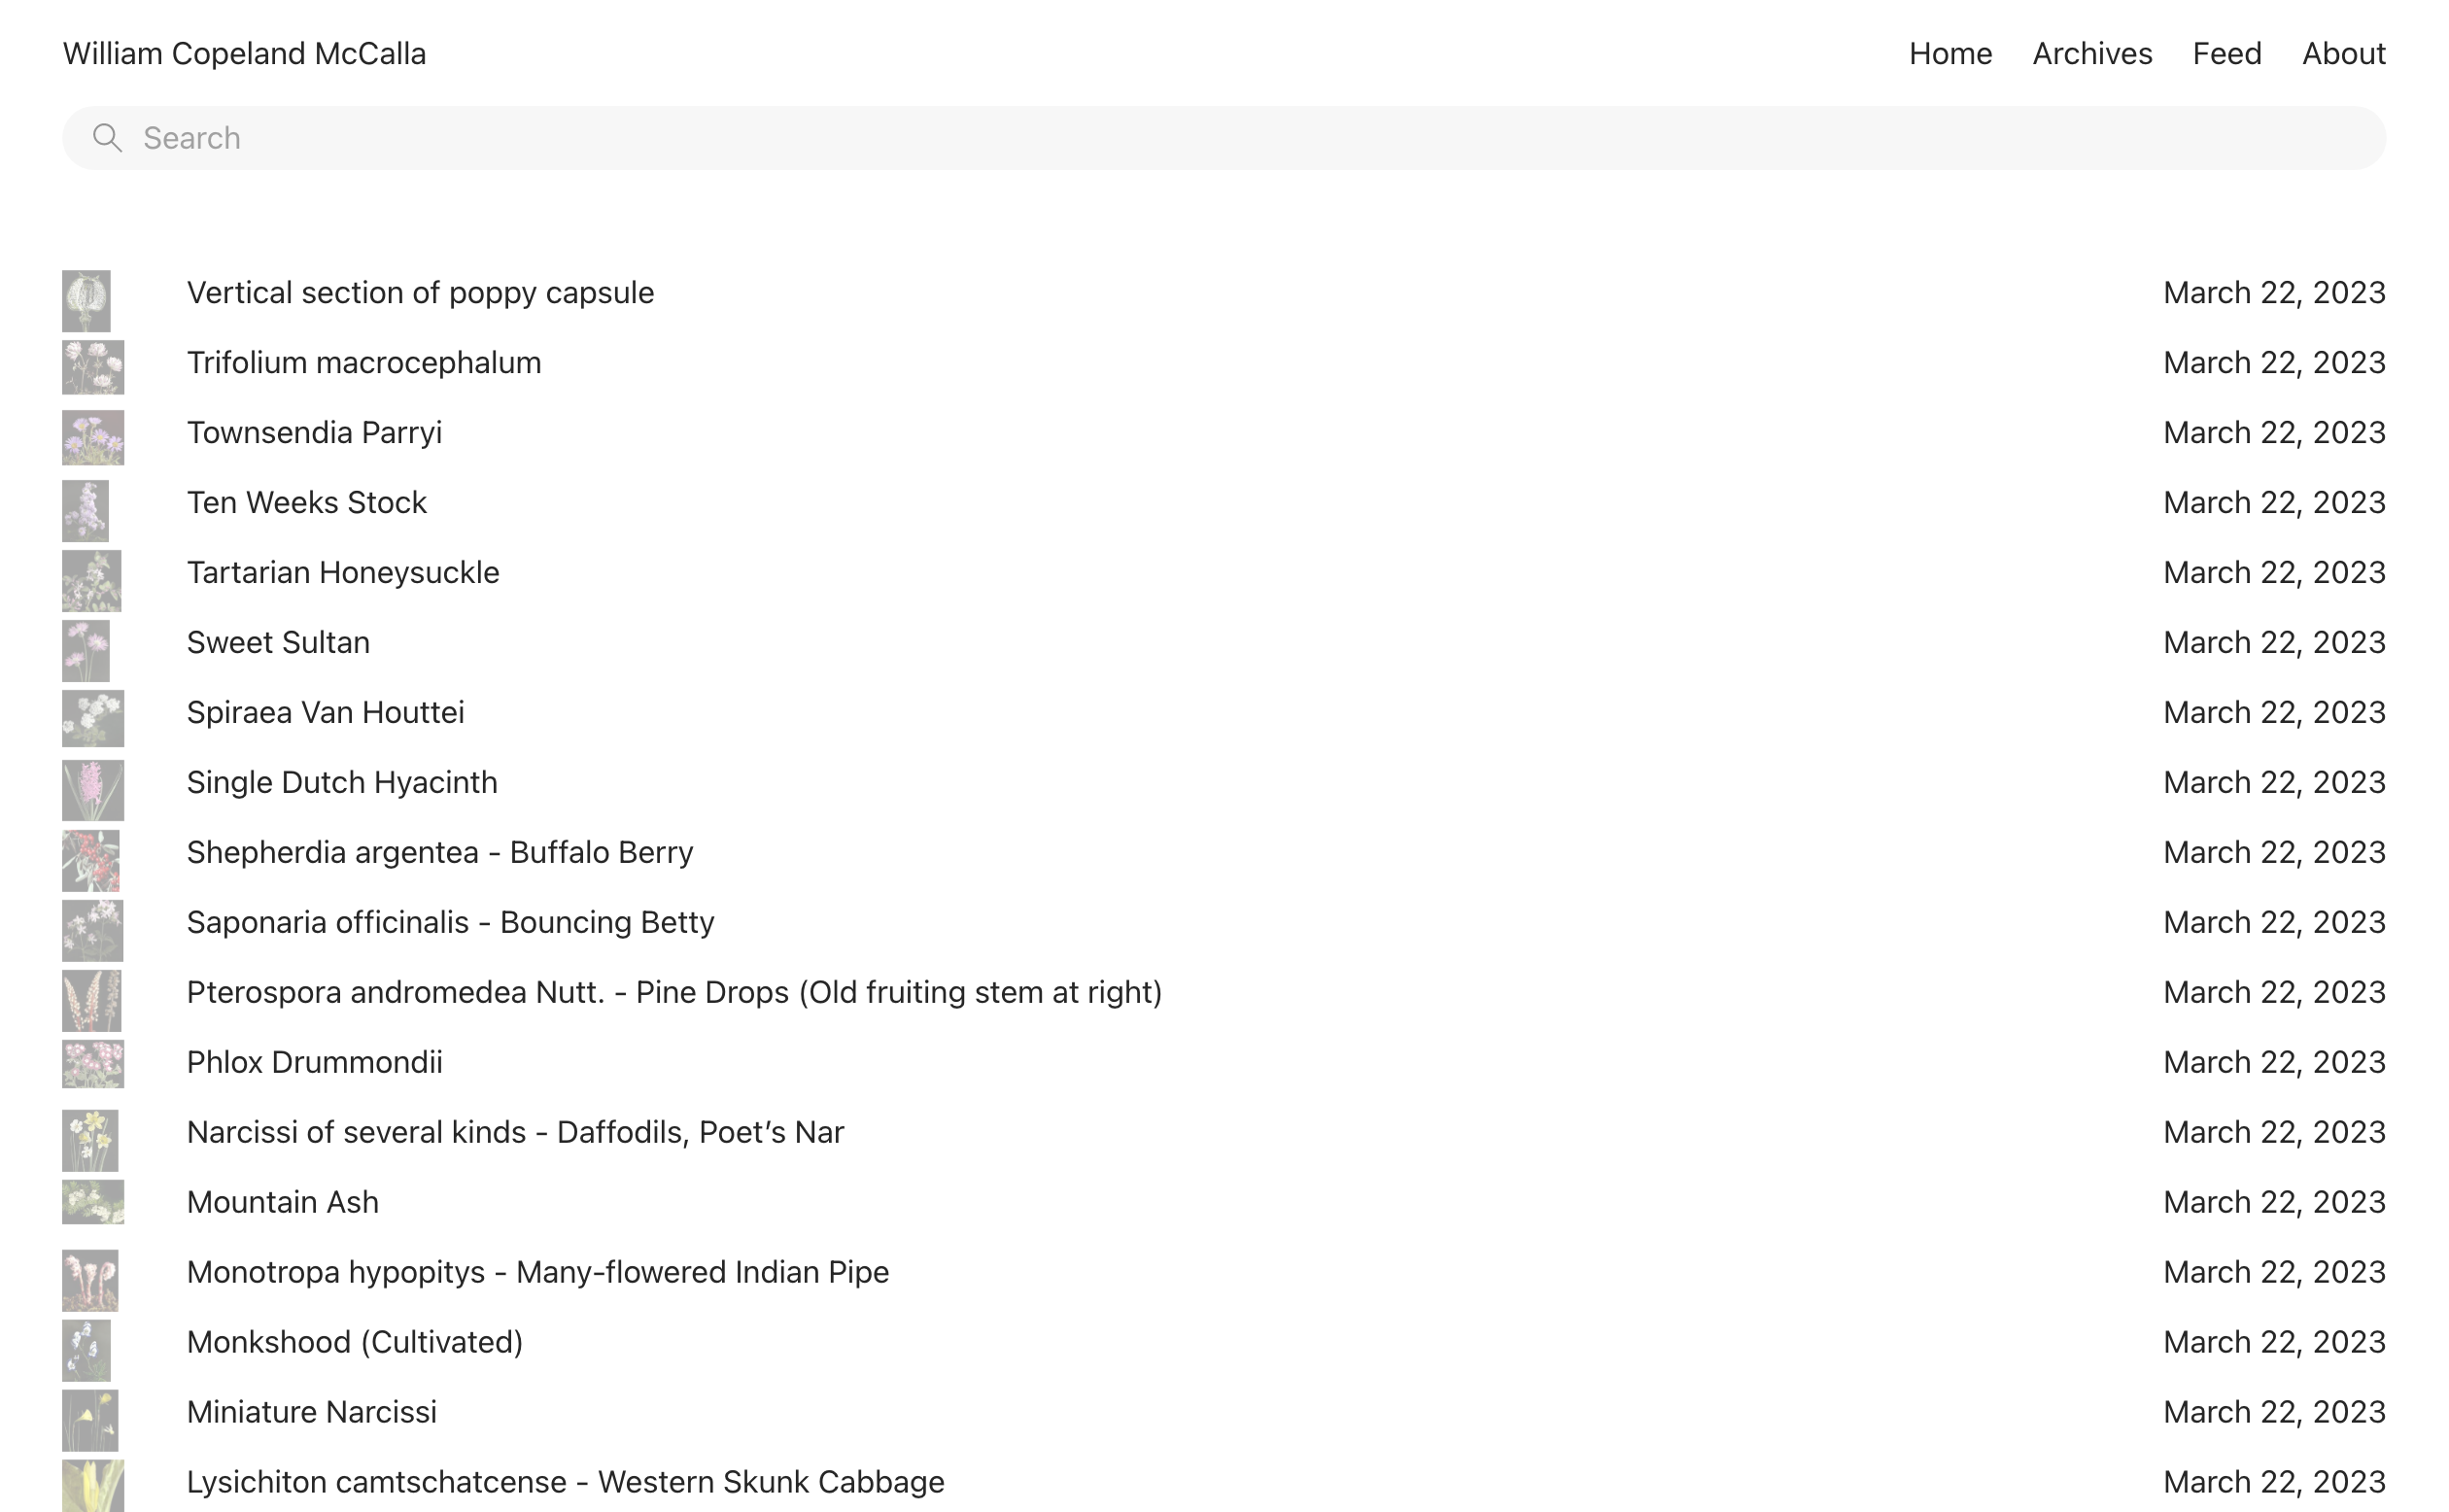 William Copeland McCalla Home Archives Feed About
Search
Vertical section of poppy capsule March 22, 2023
Trifolium macrocephalum March 22, 2023
Townsendia Parryi March 22, 2023
Ten Weeks Stock March 22, 2023
Tartarian Honeysuckle March 22, 2023
Sweet Sultan March 22, 2023
Spiraea Van Houttei March 22, 2023
Single Dutch Hyacinth March 22, 2023
Shepherdia argentea - Buffalo Berry March 22, 2023
Saponaria officinalis - Bouncing Betty March 22, 2023
Pterospora andromedea Nutt. - Pine Drops (Old fruiting stem at right) March 22, 2023
Phlox Drummondii March 22, 2023
Narcissi of several kinds - Daffodils, Poet’s Nar March 22, 2023
Mountain Ash March 22, 2023
Monotropa hypopitys - Many-flowered Indian Pipe March 22, 2023
Monkshood (Cultivated) March 22, 2023
Miniature Narcissi March 22, 2023
Lysichiton camtschatcense - Western Skunk Cabbage March 22, 2023